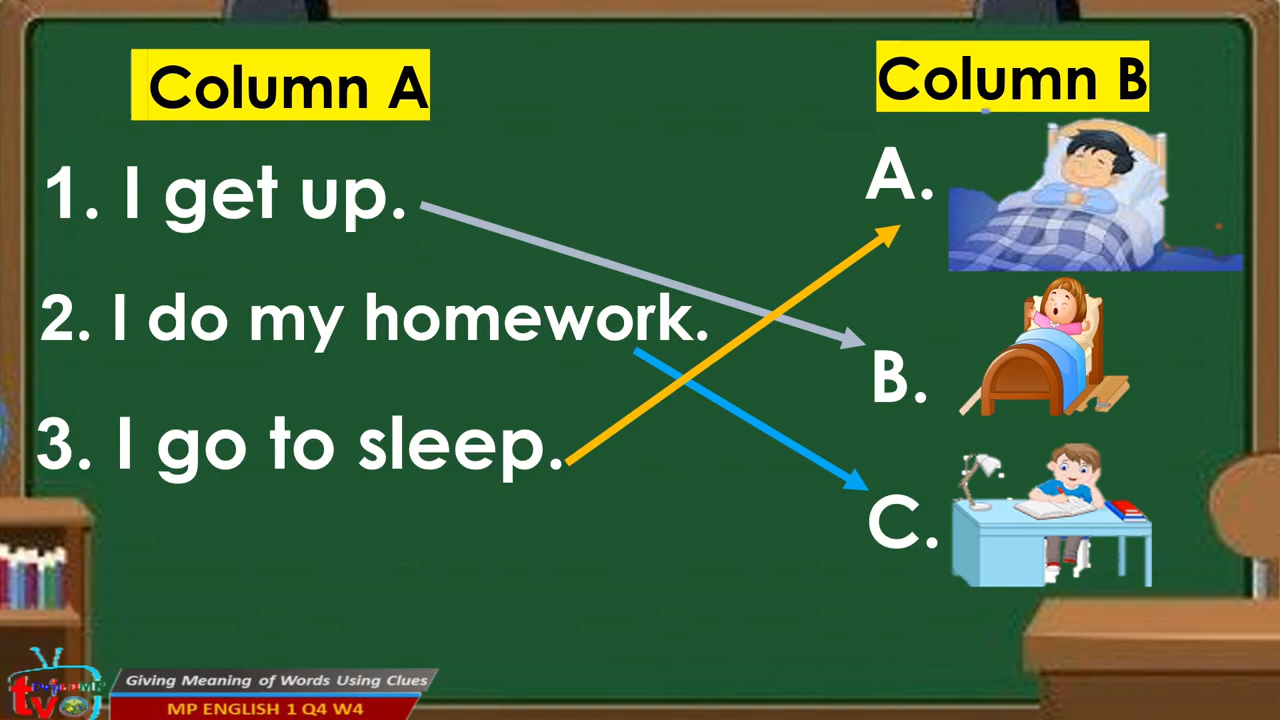 Column A
Column B
1. I get up.
2. I do my homework.
3. I go to sleep.
A.
B.
C.
Giving Meaning of Words Using Clues
MP ENGLISH 1 Q4 W4
tv